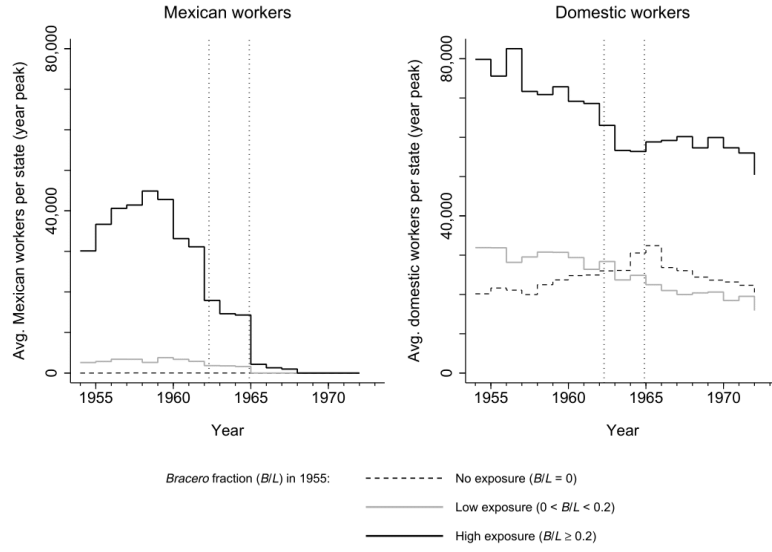 Mexican workers
Avg. Mexican workers per state (year peak)
80,000
40,000
0
1955 1960 1965 1970
Year
Domestic workers
Avg. domestic workers per state (year peak)
80,000
40,000
0
1955 1960 1965 1970
Year
Bracero fraction (B/L) in 1955:
No exposure (B/L = 0)
Low exposure (0 < B/L < 0.2)
High exposure (B/L ≥ 0.2)